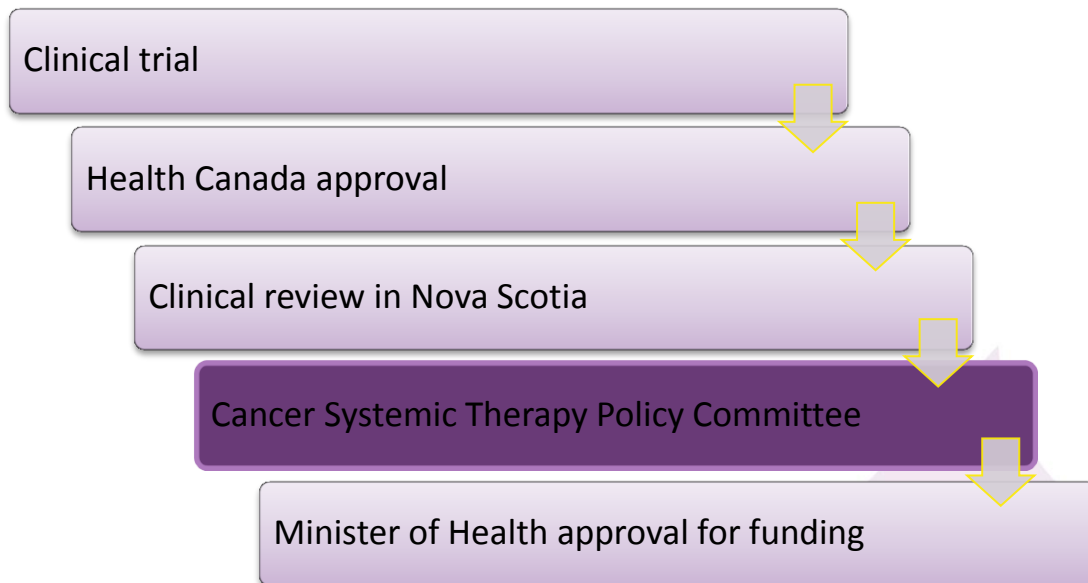 Clinical trial
Health Canada approval
Clinical review in Nova Scotia
Cancer Systemic Therapy Policy Committee
Minister of Health approval for funding